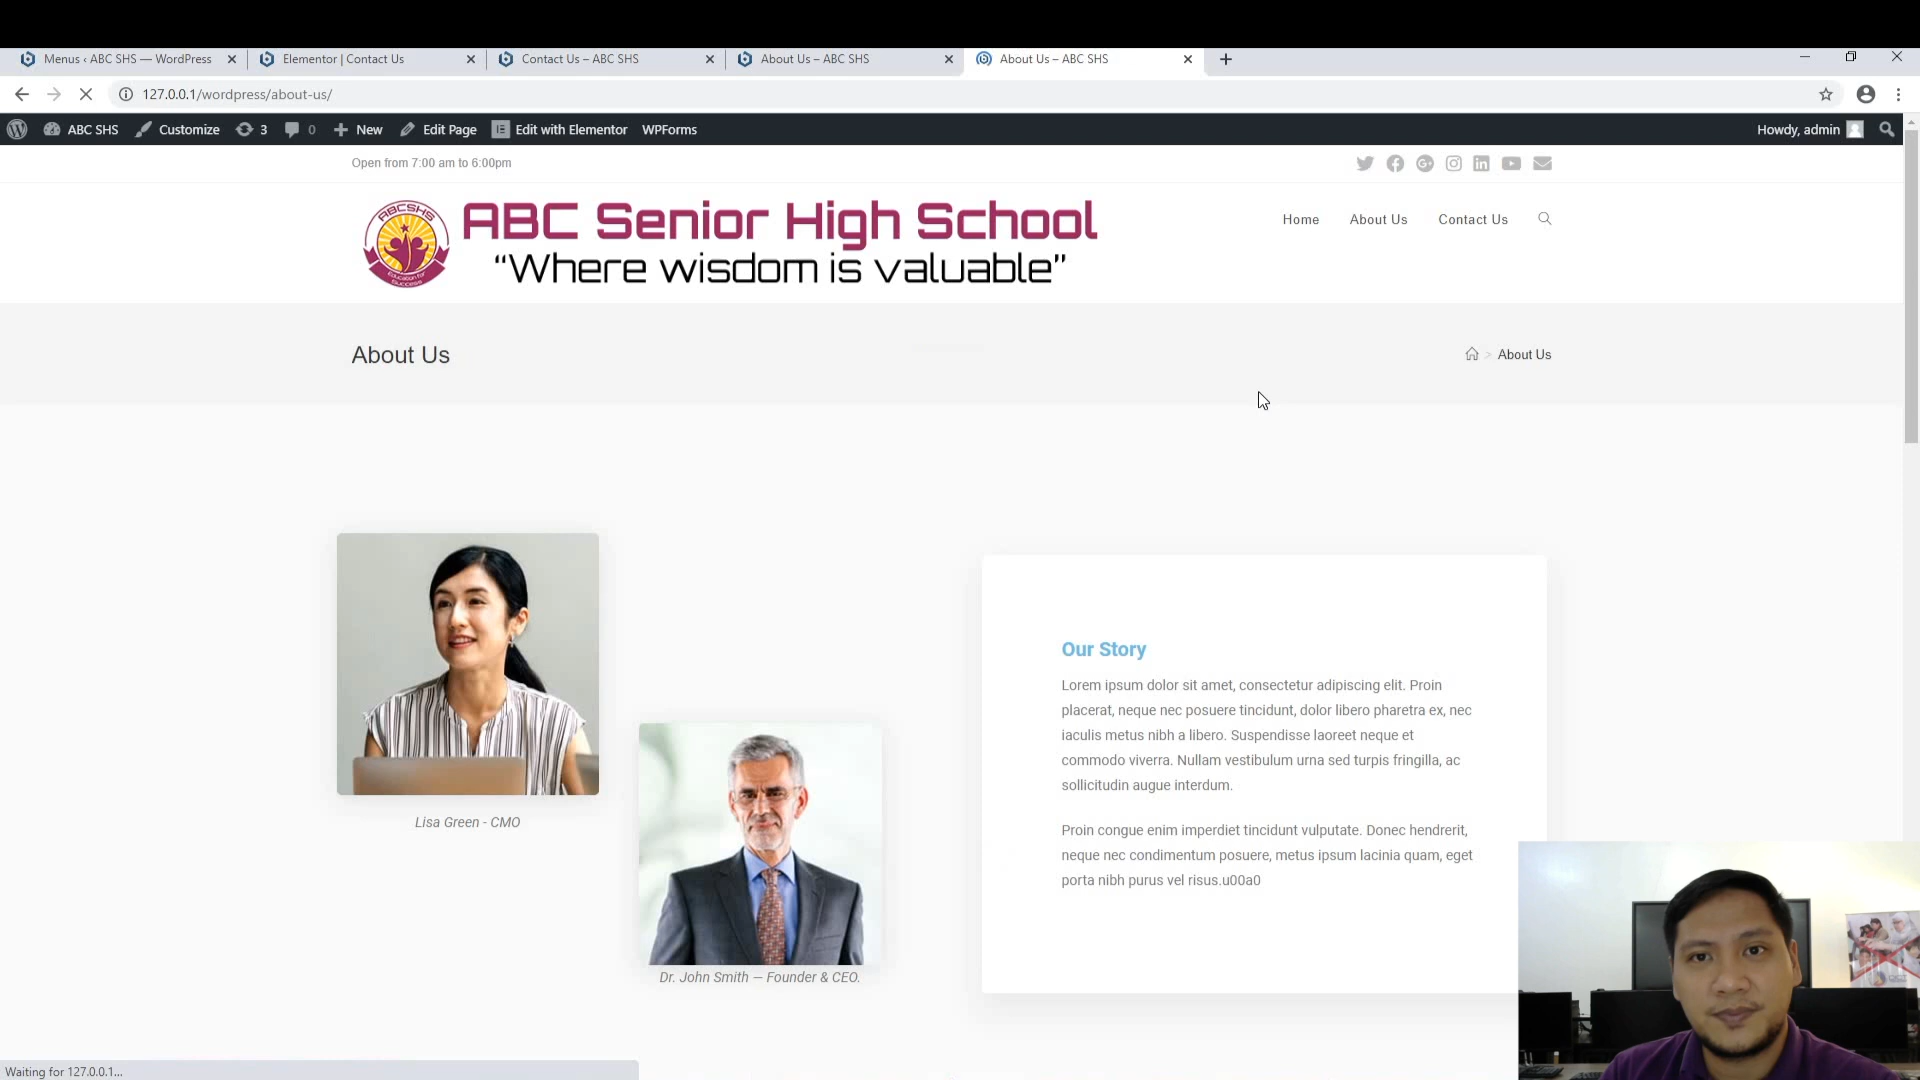 Menus ‹ ABC SHS — WordPress
Elementor | Contact Us
Contact Us – ABC SHS
About Us – ABC SHS
About Us – ABC SHS
127.0.0.1/wordpress/about-us/
ABC SHS
Customize
3
0
New
Edit Page
Edit with Elementor
WPForms
Howdy, admin
Open from 7:00 am to 6:00pm
ABCSHS
Education for
Success
ABC Senior High School
“Where wisdom is valuable”
Home
About Us
Contact Us
About Us
> About Us
Our Story
Lorem ipsum dolor sit amet, consectetur adipiscing elit. Proin
placerat, neque nec posuere tincidunt, dolor libero pharetra ex, nec
iaculis metus nibh a libero. Suspendisse laoreet neque et
commodo viverra. Nullam vestibulum urna sed turpis fringilla, ac
sollicitudin augue interdum.
Proin congue enim imperdiet tincidunt vulputate. Donec hendrerit,
neque nec condimentum posuere, metus ipsum lacinia quam, eget
porta nibh purus vel risus.u00a0
Lisa Green - CMO
Dr. John Smith — Founder & CEO.
Waiting for 127.0.0.1...